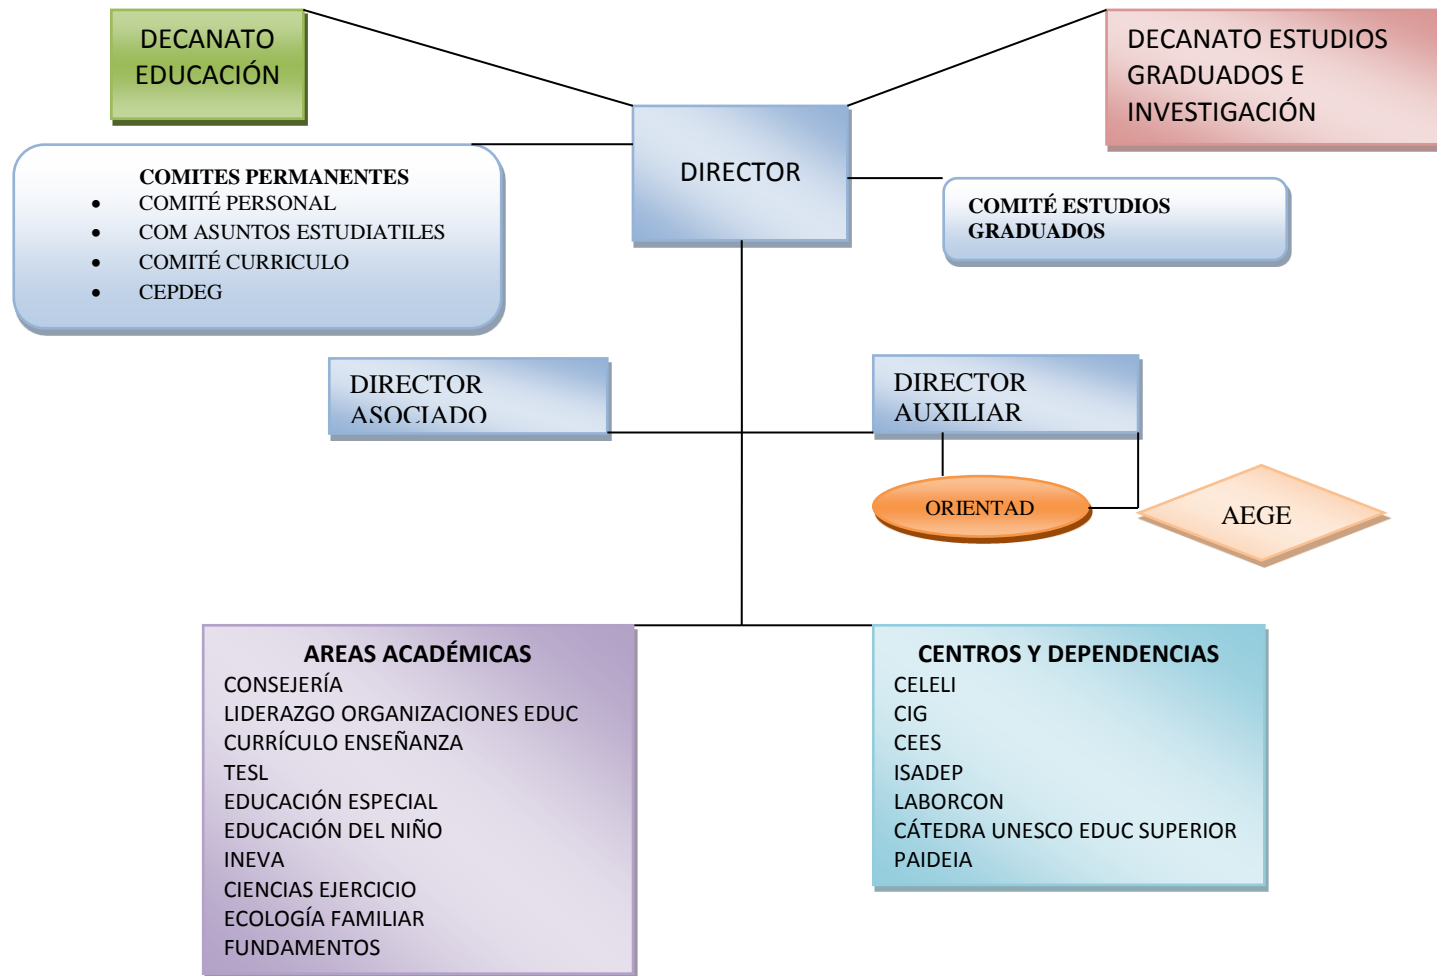 DECANATO
EDUCACIÓN
DECANATO ESTUDIOS
GRADUADOS E
INVESTIGACIÓN
DIRECTOR
COMITES PERMANENTES
• COMITÉ PERSONAL
• COM ASUNTOS ESTUDIATILES
• COMITÉ CURRICULO
• CEPDEG
COMITÉ ESTUDIOS
GRADUADOS
DIRECTOR
ASOCIADO
DIRECTOR
AUXILIAR
ORIENTAD
AEGE
AREAS ACADÉMICAS
CONSEJERÍA
LIDERAZGO ORGANIZACIONES EDUC
CURRÍCULO ENSEÑANZA
TESL
EDUCACIÓN ESPECIAL
EDUCACIÓN DEL NIÑO
INEVA
CIENCIAS EJERCICIO
ECOLOGÍA FAMILIAR
FUNDAMENTOS
CENTROS Y DEPENDENCIAS
CELELI
CIG
CEES
ISADEP
LABORCON
CÁTEDRA UNESCO EDUC SUPERIOR
PAIDEIA